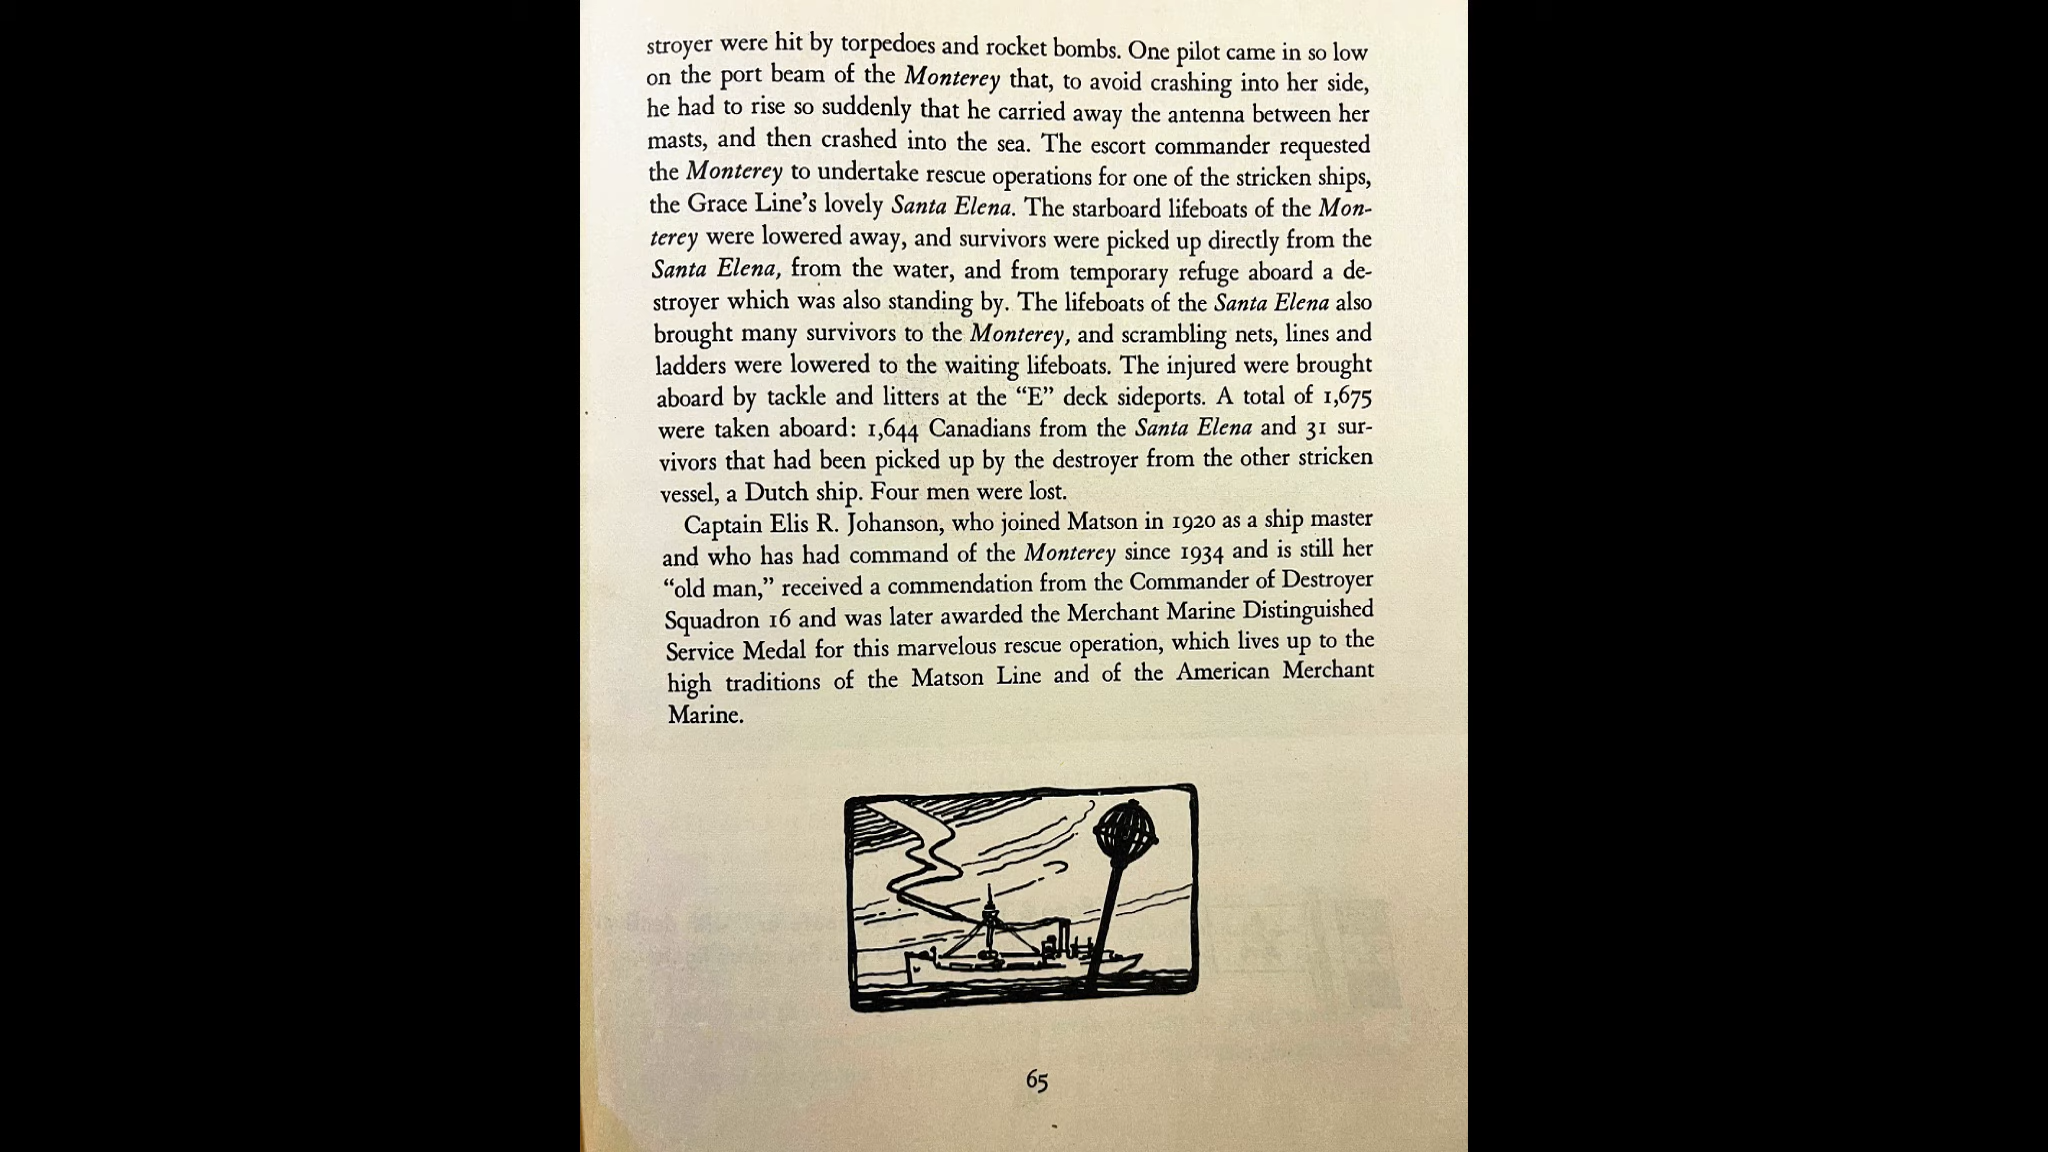 stroyer were hit by torpedoes and rocket bombs. One pilot came in so low
on the port beam of the Monterey that, to avoid crashing into her side,
he had to rise so suddenly that he carried away the antenna between her
masts, and then crashed into the sea. The escort commander requested
the Monterey to undertake rescue operations for one of the stricken ships,
the Grace Line's lovely Santa Elena. The starboard lifeboats of the Mon-
terey were lowered away, and survivors were picked up directly from the
Santa Elena, from the water, and from temporary refuge aboard a de-
stroyer which was also standing by. The lifeboats of the Santa Elena also
brought many survivors to the Monterey, and scrambling nets, lines and
ladders were lowered to the waiting lifeboats. The injured were brought
aboard by tackle and litters at the “E” deck sideports. A total of 1,675
were taken aboard: 1,644 Canadians from the Santa Elena and 31 sur-
vivors that had been picked up by the destroyer from the other stricken
vessel, a Dutch ship. Four men were lost.
Captain Elis R. Johanson, who joined Matson in 1920 as a ship master
and who has had command of the Monterey since 1934 and is still her
“old man,” received a commendation from the Commander of Destroyer
Squadron 16 and was later awarded the Merchant Marine Distinguished
Service Medal for this marvelous rescue operation, which lives up to the
high traditions of the Matson Line and of the American Merchant
Marine.
65